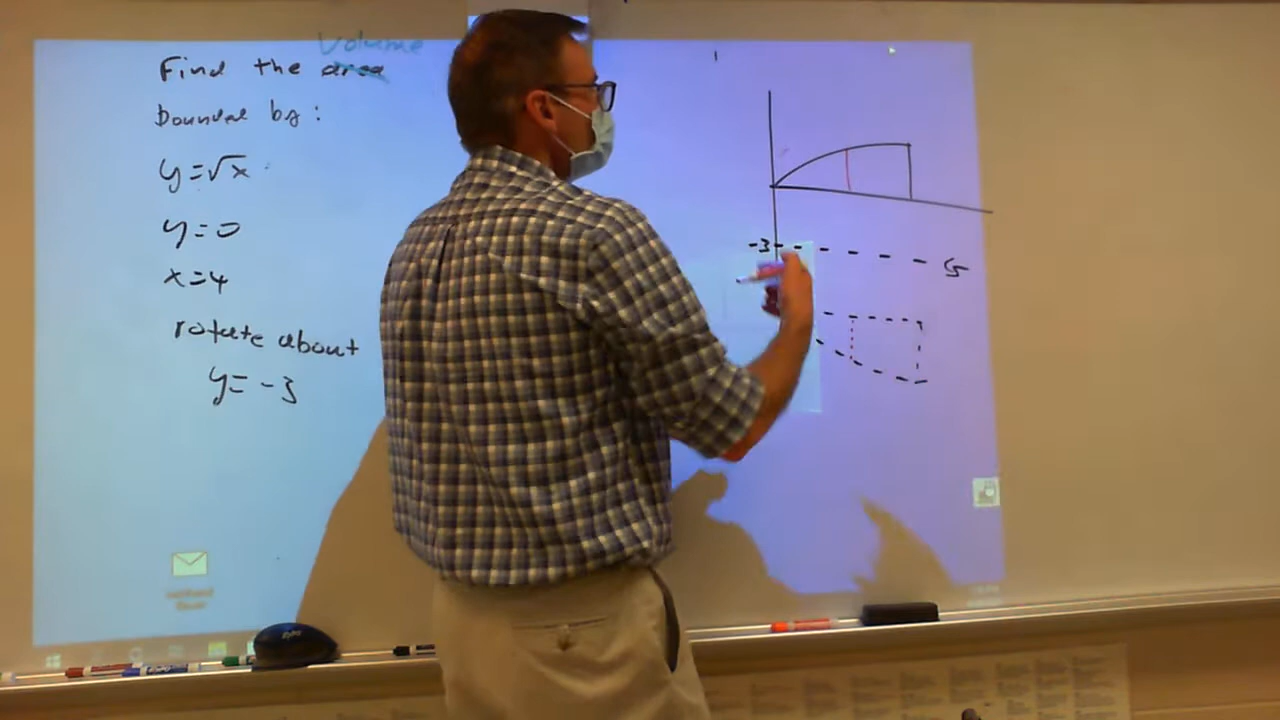 Volume
Find the area
bounded by:
y=√x
y=0
x=4
rotate about
y=-3
-3